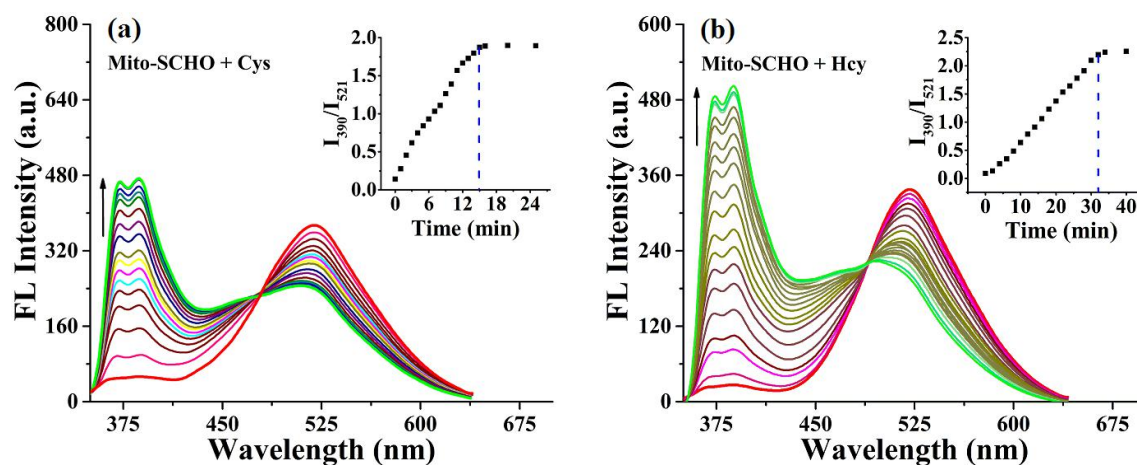 (a)
Mito-SCHO + Cys
FL Intensity (a.u.)
800
640
480
320
160
0
375 450 525 600 675
Wavelength (nm)
I390/I521
2.0
1.5
1.0
0.5
0.0
0 6 12 18 24
Time (min)
(b)
Mito-SCHO + Hcy
FL Intensity (a.u.)
600
480
360
240
120
0
375 450 525 600 675
Wavelength (nm)
I390/I521
2.5
2.0
1.5
1.0
0.5
0.0
0 10 20 30 40
Time (min)